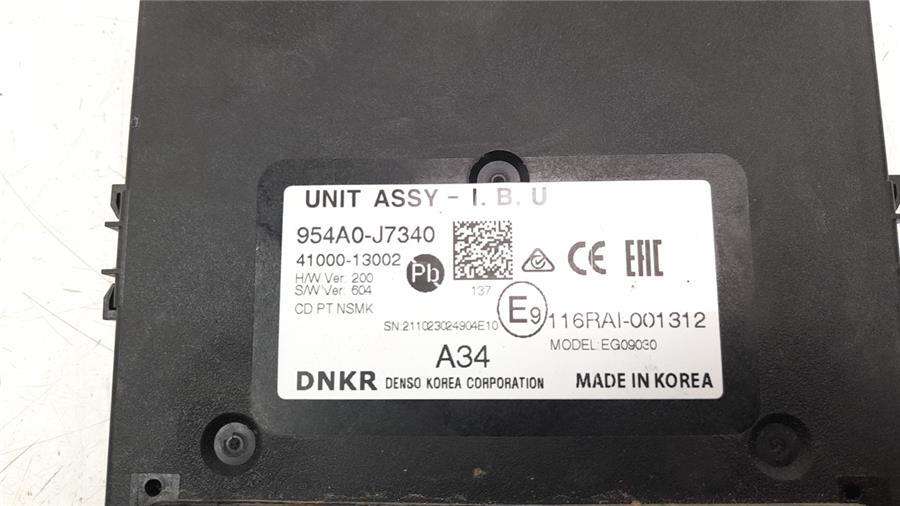 UNIT ASSY - I. B. U
954A0-J7340
41000-13002
Pb
H/W Ver: 200
S/W Ver: 604
137
CD PT NSMK
CE
EAC
SN:211023024904E10
E9
116RAI-001312
MODEL:EG09030
A34
DNKR DENSO KOREA CORPORATION
MADE IN KOREA